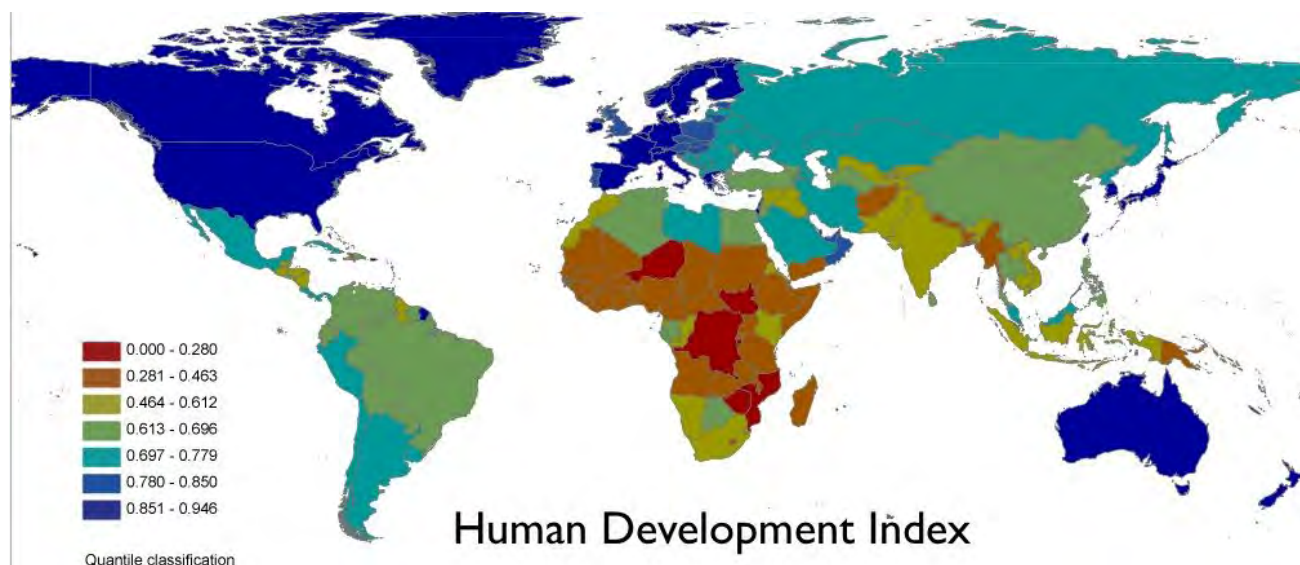 0.000 - 0.280
0.281 - 0.463
0.464 - 0.612
0.613 - 0.696
0.697 - 0.779
0.780 - 0.850
0.851 - 0.946
Human Development Index
Quantile classification